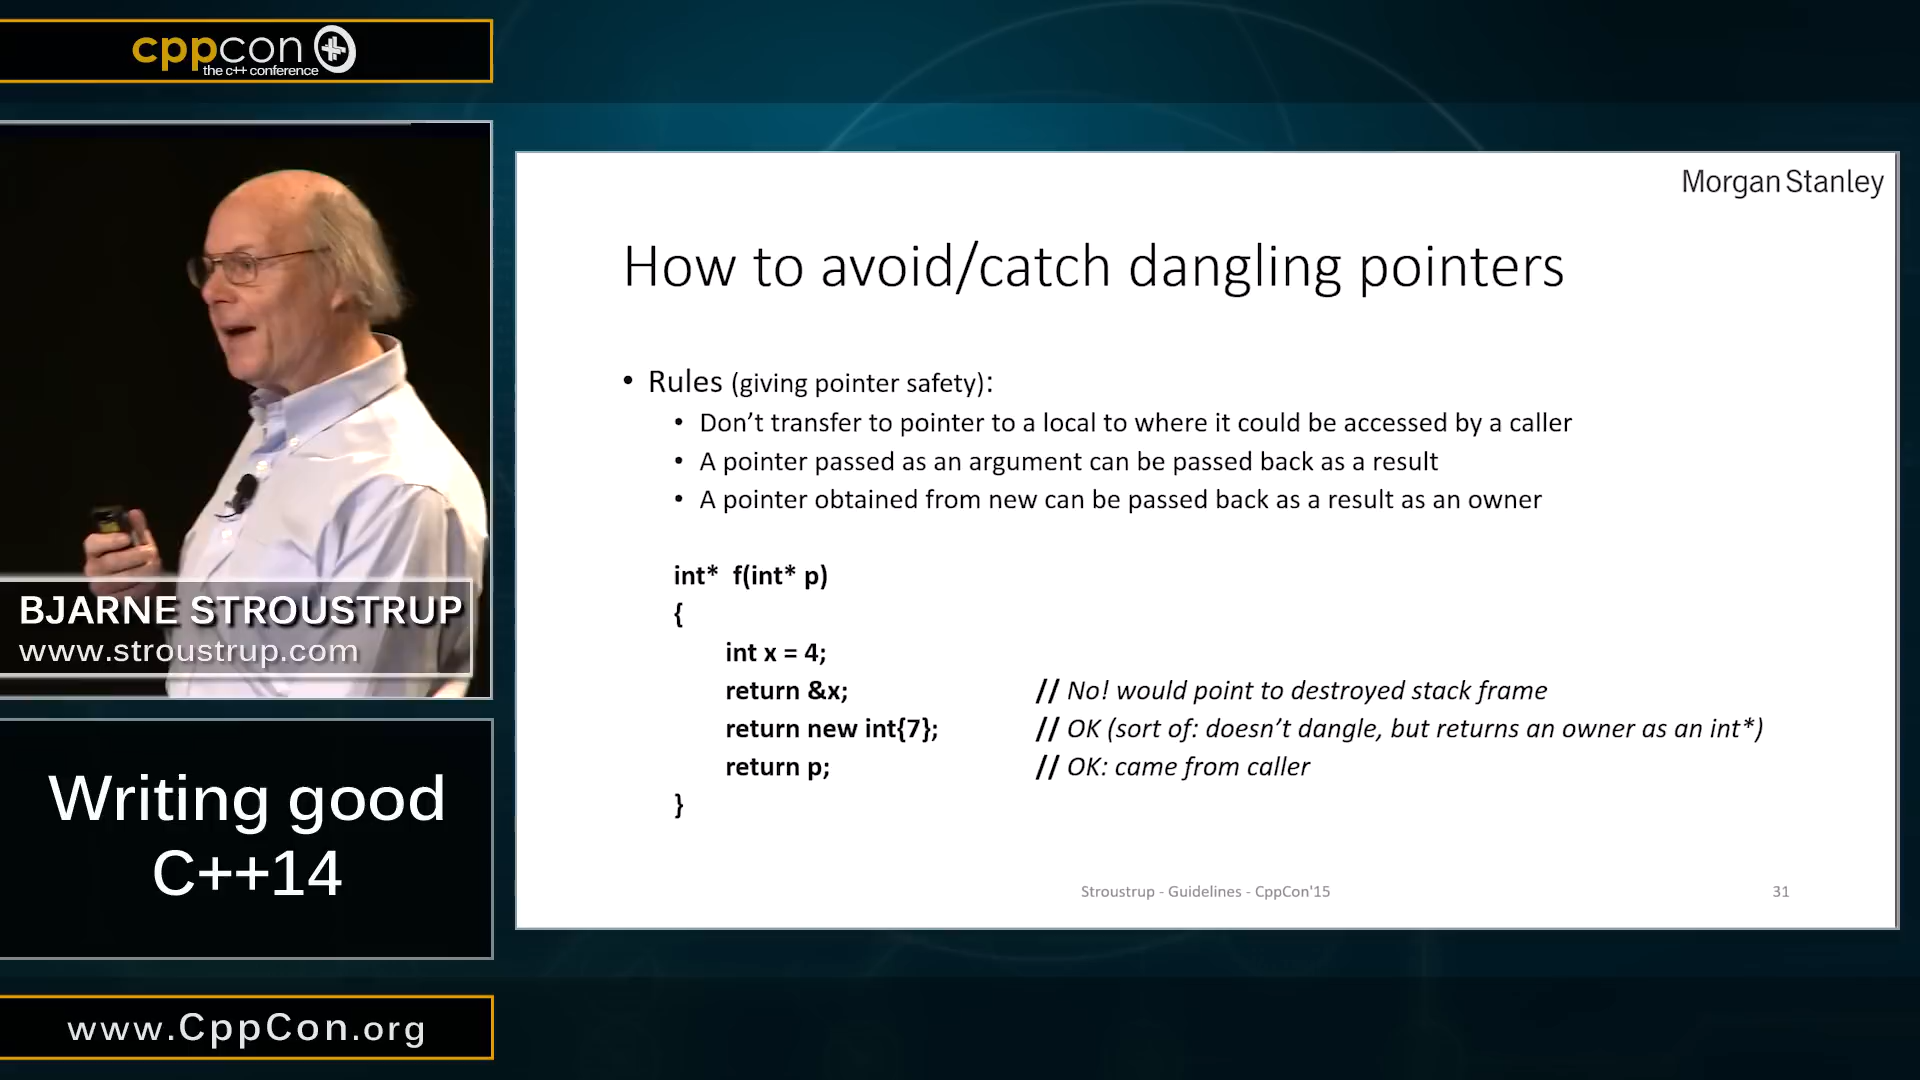 cppcon
the c++ conference
BJARNE STROUSTRUP
www.stroustrup.com
Writing good
C++14
www.CppCon.org
Morgan Stanley
How to avoid/catch dangling pointers
• Rules (giving pointer safety):
• Don’t transfer to pointer to a local to where it could be accessed by a caller
• A pointer passed as an argument can be passed back as a result
• A pointer obtained from new can be passed back as a result as an owner
int* f(int* p)
{
int x = 4;
return &x; // No! would point to destroyed stack frame
return new int{7}; // OK (sort of: doesn’t dangle, but returns an owner as an int*)
return p; // OK: came from caller
}
Stroustrup - Guidelines - CppCon'15 31